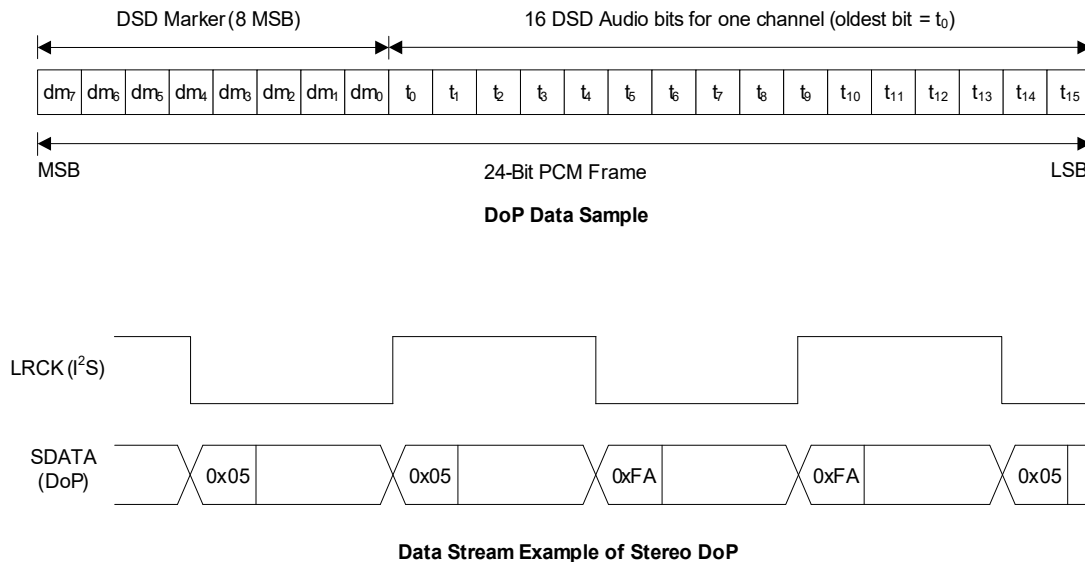 DSD Marker (8 MSB) 16 DSD Audio bits for one channel (oldest bit = t₀)
dm₇ dm₆ dm₅ dm₄ dm₃ dm₂ dm₁ dm₀ t₀ t₁ t₂ t₃ t₄ t₅ t₆ t₇ t₈ t₉ t₁₀ t₁₁ t₁₂ t₁₃ t₁₄ t₁₅
MSB 24-Bit PCM Frame LSB
DoP Data Sample
LRCK (I²S)
SDATA
(DoP)
0x05 0x05 0xFA 0xFA 0x05
Data Stream Example of Stereo DoP